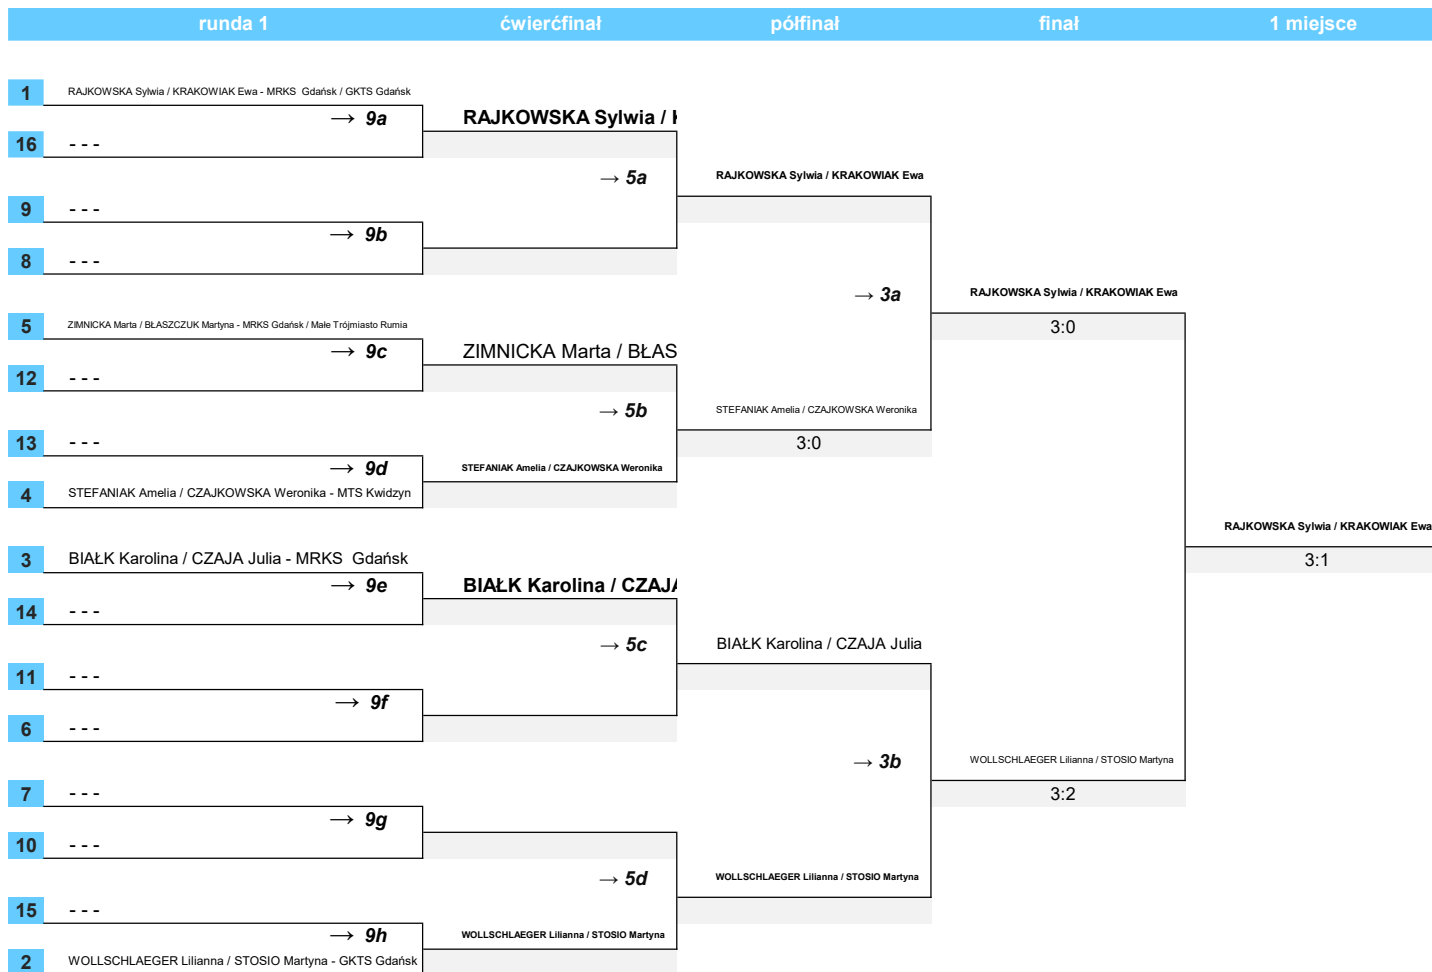 runda 1 ćwierćfinał półfinał finał 1 miejsce
1 RAJKOWSKA Sylwia / KRAKOWIAK Ewa - MRKS Gdańsk / GKTS Gdańsk
→ 9a RAJKOWSKA Sylwia /
16 - - -
→ 5a RAJKOWSKA Sylwia / KRAKOWIAK Ewa
9 - - -
→ 9b
8 - - -
→ 3a RAJKOWSKA Sylwia / KRAKOWIAK Ewa
5 ZIMNICKA Marta / BŁASZCZUK Martyna - MRKS Gdańsk / Małe Trójmiasto Rumia 3:0
→ 9c ZIMNICKA Marta / BŁAS
12 - - -
→ 5b STEFANIAK Amelia / CZAJKOWSKA Weronika
13 - - - 3:0
→ 9d STEFANIAK Amelia / CZAJKOWSKA Weronika
4 STEFANIAK Amelia / CZAJKOWSKA Weronika - MTS Kwidzyn
RAJKOWSKA Sylwia / KRAKOWIAK Ewa
3 BIAŁK Karolina / CZAJA Julia - MRKS Gdańsk 3:1
→ 9e BIAŁK Karolina / CZAJA
14 - - -
→ 5c BIAŁK Karolina / CZAJA Julia
11 - - -
→ 9f
6 - - -
→ 3b WOLLSCHLAEGER Lilianna / STOSIO Martyna
7 - - - 3:2
→ 9g
10 - - -
→ 5d WOLLSCHLAEGER Lilianna / STOSIO Martyna
15 - - -
→ 9h WOLLSCHLAEGER Lilianna / STOSIO Martyna
2 WOLLSCHLAEGER Lilianna / STOSIO Martyna - GKTS Gdańsk